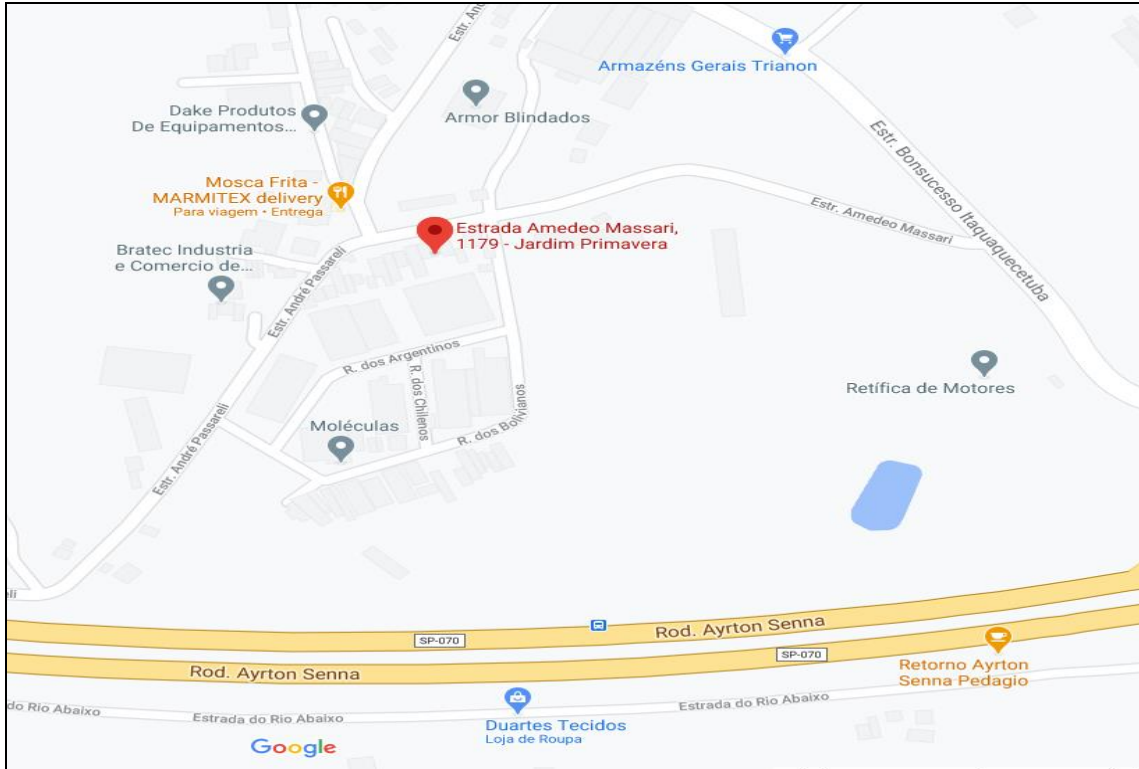 Estr. And
Armazéns Gerais Trianon
Dake Produtos
De Equipamentos...
Armor Blindados
Estr. Bonsucesso Itaquaquecetuba
Mosca Frita -
MARMITEX delivery
Para viagem • Entrega
Estr. Amedeo Massari
Estrada Amedeo Massari,
1179 - Jardim Primavera
Bratec Industria
e Comercio de...
Estr. André Passareli
R. dos Argentinos
R. dos Chilenos
Retífica de Motores
R. dos Bolivianos
Moléculas
Estr. André Passareli
eli
Rod. Ayrton Senna
SP-070
SP-070
Rod. Ayrton Senna
Retorno Ayrton
Senna Pedagio
do Rio Abaixo
Estrada do Rio Abaixo
Estrada do Rio Abaixo
Duartes Tecidos
Loja de Roupa
Google